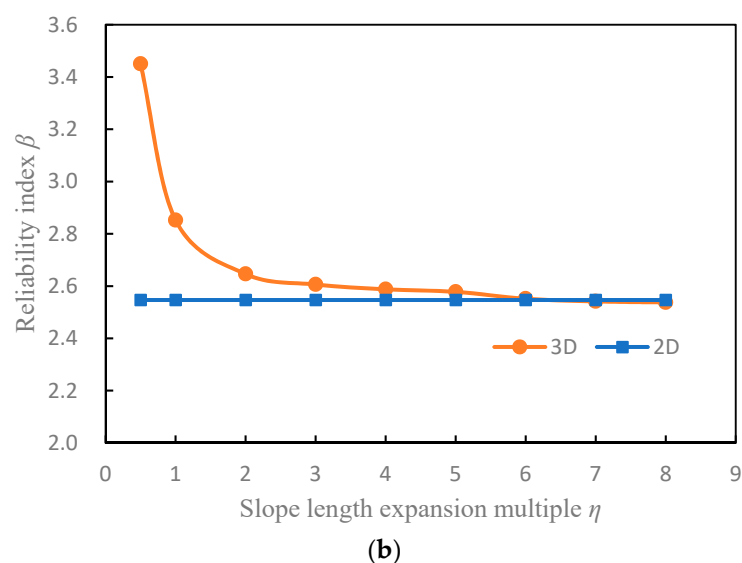 3.6
3.4
3.2
3.0
2.8
2.6
2.4
2.2
2.0
Reliability index β
3D
2D
0 1 2 3 4 5 6 7 8 9
Slope length expansion multiple η
(b)